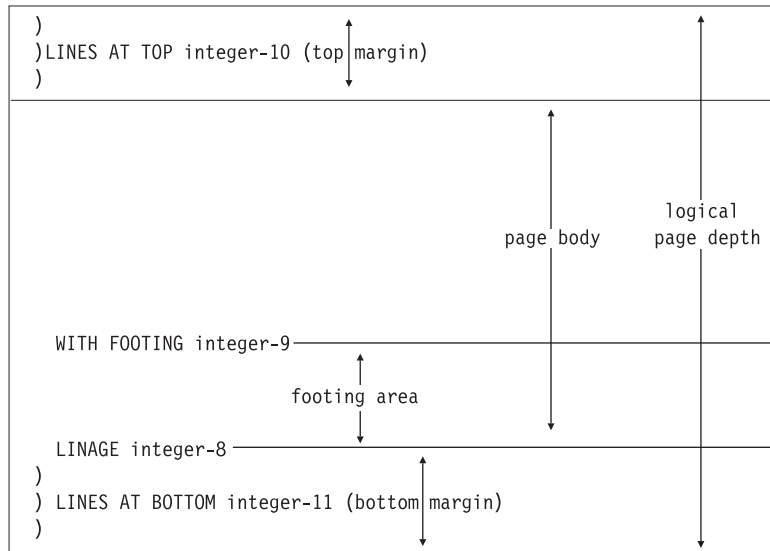 )
)LINES AT TOP integer-10 (top margin)
)
logical
page body
page depth
WITH FOOTING integer-9
footing area
LINAGE integer-8
)
) LINES AT BOTTOM integer-11 (bottom margin)
)